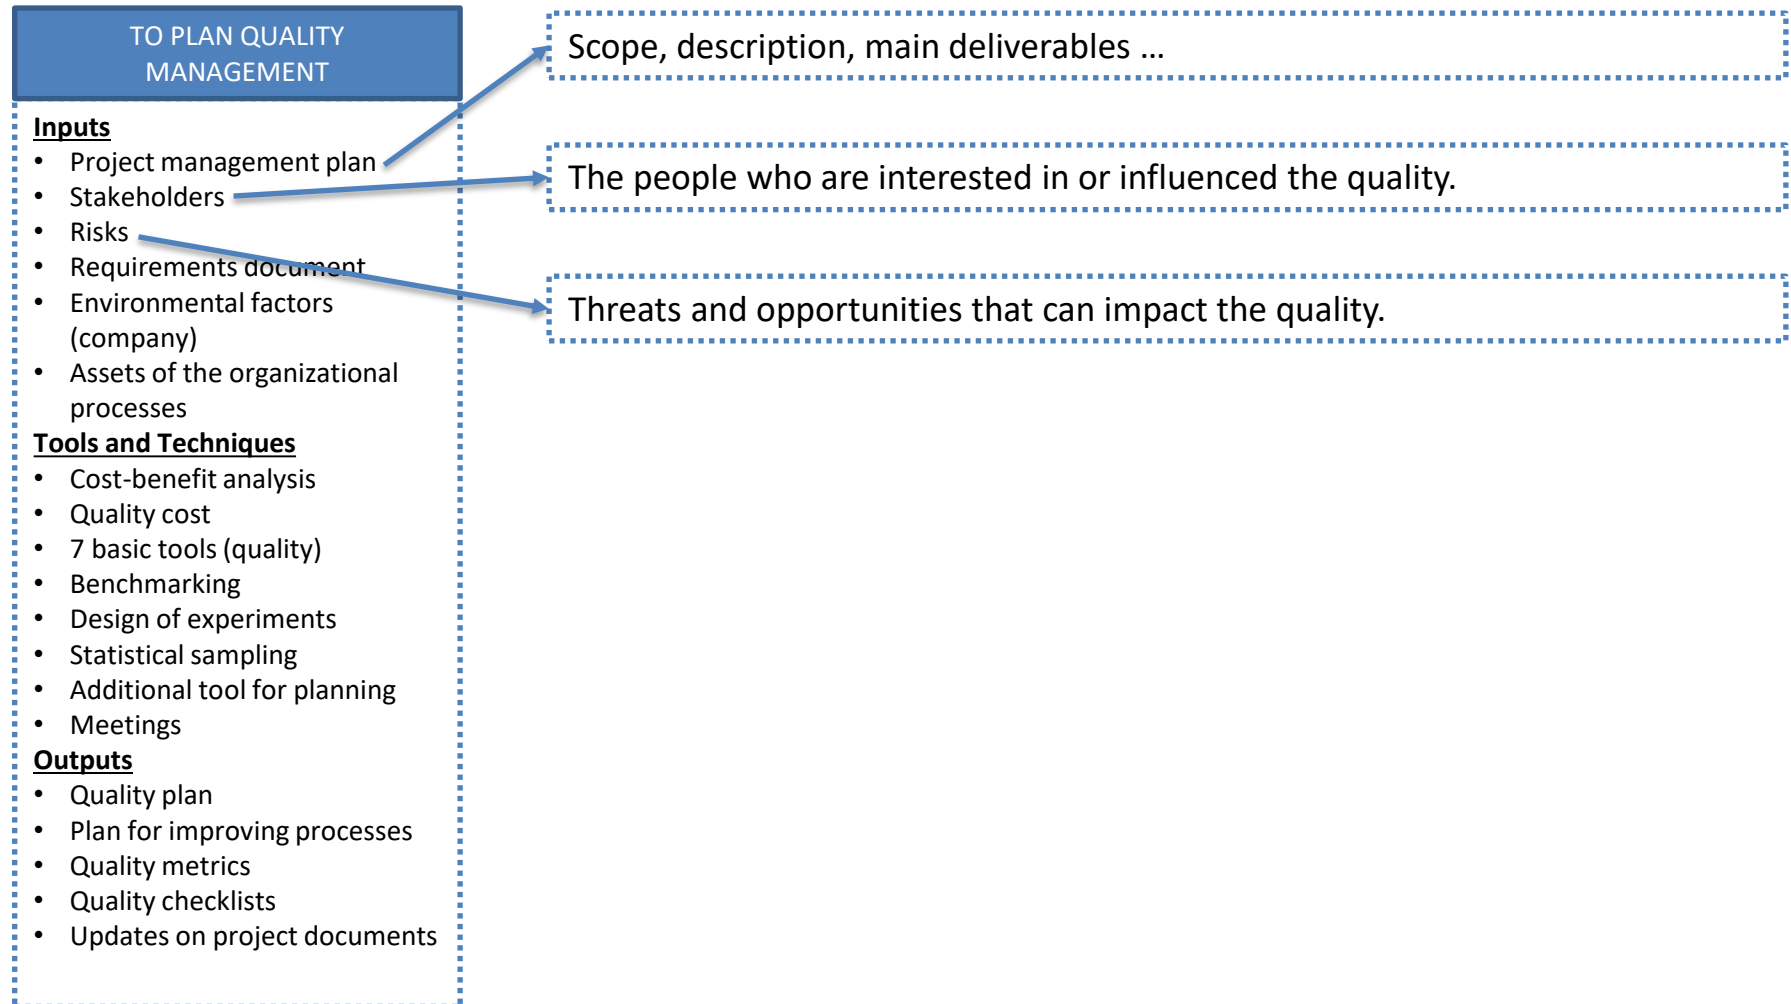 TO PLAN QUALITY
MANAGEMENT
Inputs
• Project management plan
• Stakeholders
• Risks
• Requirements document
• Environmental factors
(company)
• Assets of the organizational
processes
Tools and Techniques
• Cost-benefit analysis
• Quality cost
• 7 basic tools (quality)
• Benchmarking
• Design of experiments
• Statistical sampling
• Additional tool for planning
• Meetings
Outputs
• Quality plan
• Plan for improving processes
• Quality metrics
• Quality checklists
• Updates on project documents
Scope, description, main deliverables …
The people who are interested in or influenced the quality.
Threats and opportunities that can impact the quality.